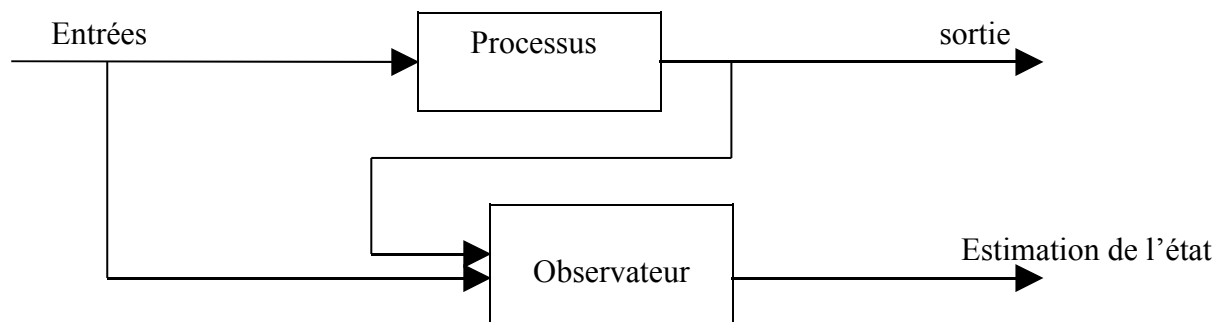 Entrées
Processus
sortie
Estimation de l’état
Observateur